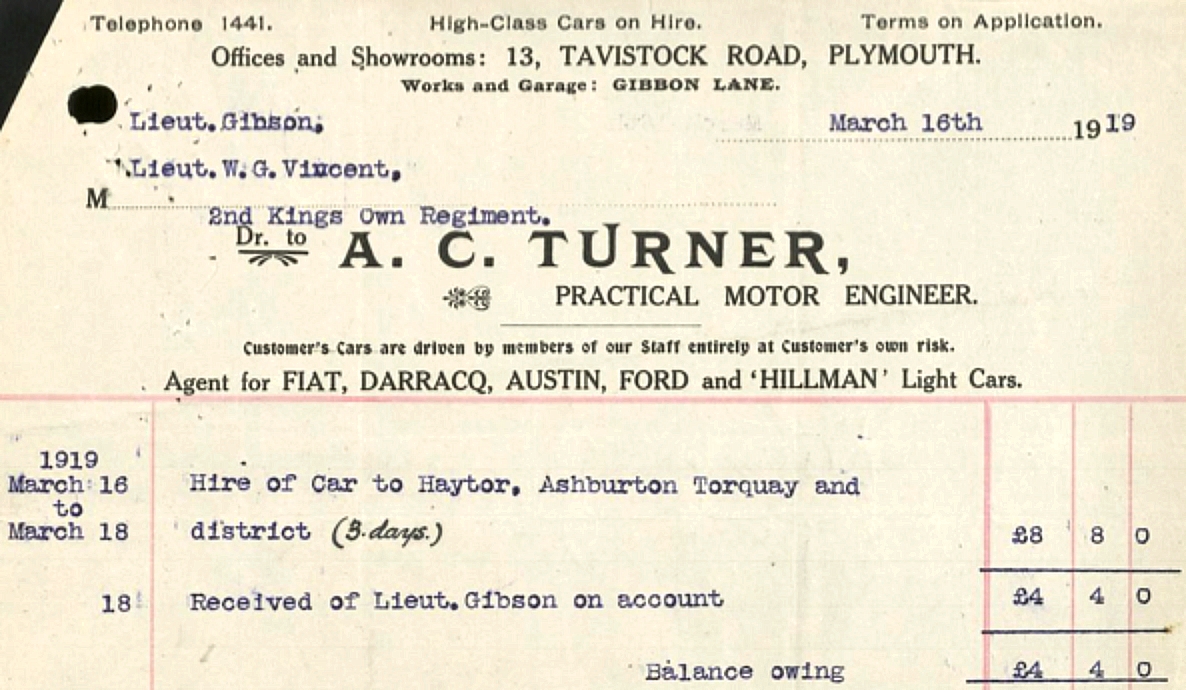 Telephone 1441. High-Class Cars on Hire. Terms on Application.
Offices and Showrooms: 13, TAVISTOCK ROAD, PLYMOUTH.
Works and Garage: GIBBON LANE.
Lieut.Gibson,
March 16th 1919
Lieut.W.G.Vincent,
M
2nd Kings Own Regiment.
Dr. to A. C. TURNER,
PRACTICAL MOTOR ENGINEER.
Customer's Cars are driven by members of our Staff entirely at Customer's own risk.
Agent for FIAT, DARRACQ, AUSTIN, FORD and 'HILLMAN' Light Cars.
1919
March 16 Hire of Car to Haytor, Ashburton Torquay and
to
March 18 district (3.days.) £8 8 0
18 Received of Lieut.Gibson on account £4 4 0
Balance owing £4 4 0